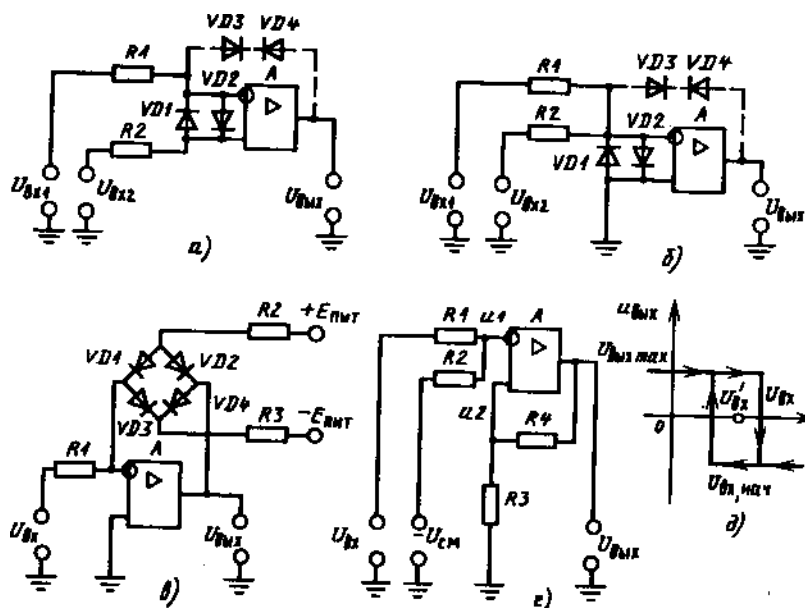 VD3 VD4
R1
A
VD2
VD1
R2
Uвх1
Uвх2
Uвых
а)
VD3 VD4
R1
A
R2
VD2
VD1
Uвх1
Uвх2
Uвых
б)
R2 +Eпит
VD1
VD2
VD4
VD3
R3 -Eпит
R1
A
Uвх
Uвых
в)
R1 u1 A
R2
u2
R4
R3
Uвх
-Uсм
Uвых
г)
uвых
Uвых max
U'вх
Uвх
0
Uвх,нач
д)